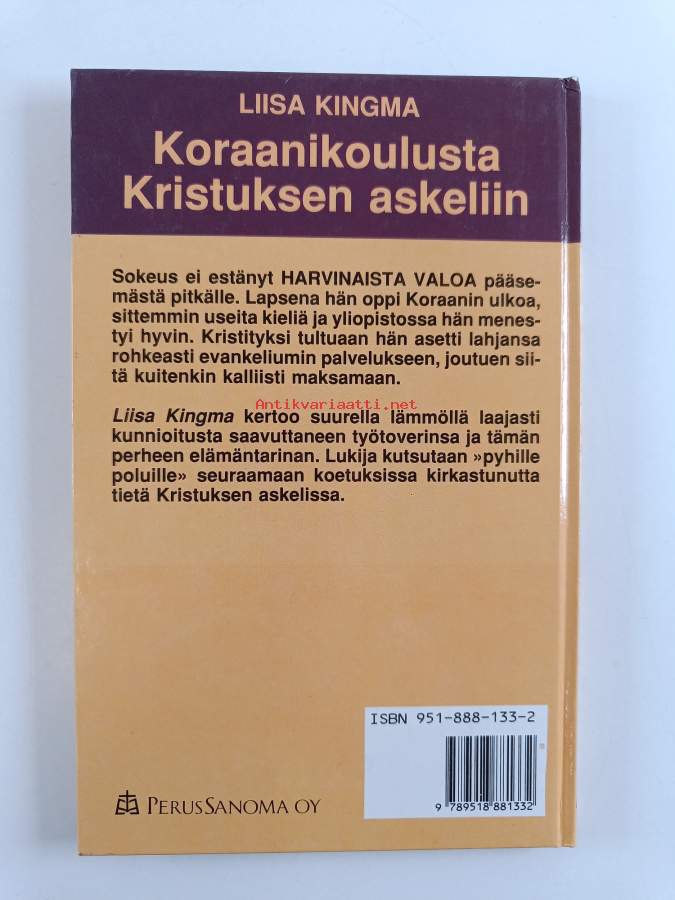 LIISA KINGMA
Koraanikoulusta
Kristuksen askeliin
Sokeus ei estänyt HARVINAISTA VALOA pääse-
mästä pitkälle. Lapsena hän oppi Koraanin ulkoa,
sittemmin useita kieliä ja yliopistossa hän menes-
tyi hyvin. Kristityksi tultuaan hän asetti lahjansa
rohkeasti evankeliumin palvelukseen, joutuen sii-
tä kuitenkin kalliisti maksamaan.
Antikvariaatti.net
Liisa Kingma kertoo suurella lämmöllä laajasti
kunnioitusta saavuttaneen työtoverinsa ja tämän
perheen elämäntarinan. Lukija kutsutaan »pyhille
poluille» seuraamaan koetuksissa kirkastunutta
tietä Kristuksen askelissa.
ISBN 951-888-133-2
9 789518 881332
PERUSSANOMA OY